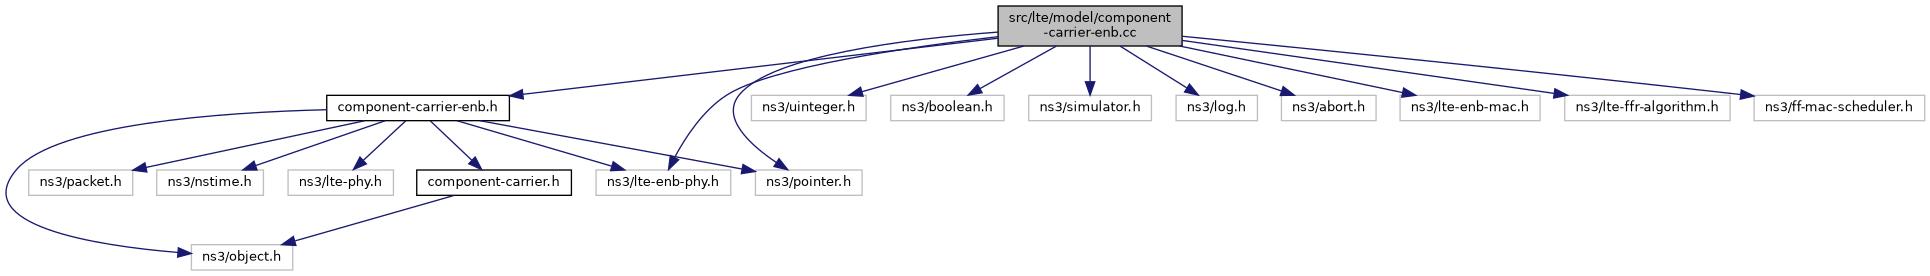 src/lte/model/component
-carrier-enb.cc
component-carrier-enb.h
ns3/uinteger.h
ns3/boolean.h
ns3/simulator.h
ns3/log.h
ns3/abort.h
ns3/lte-enb-mac.h
ns3/lte-ffr-algorithm.h
ns3/ff-mac-scheduler.h
ns3/packet.h
ns3/nstime.h
ns3/lte-phy.h
component-carrier.h
ns3/lte-enb-phy.h
ns3/pointer.h
ns3/object.h